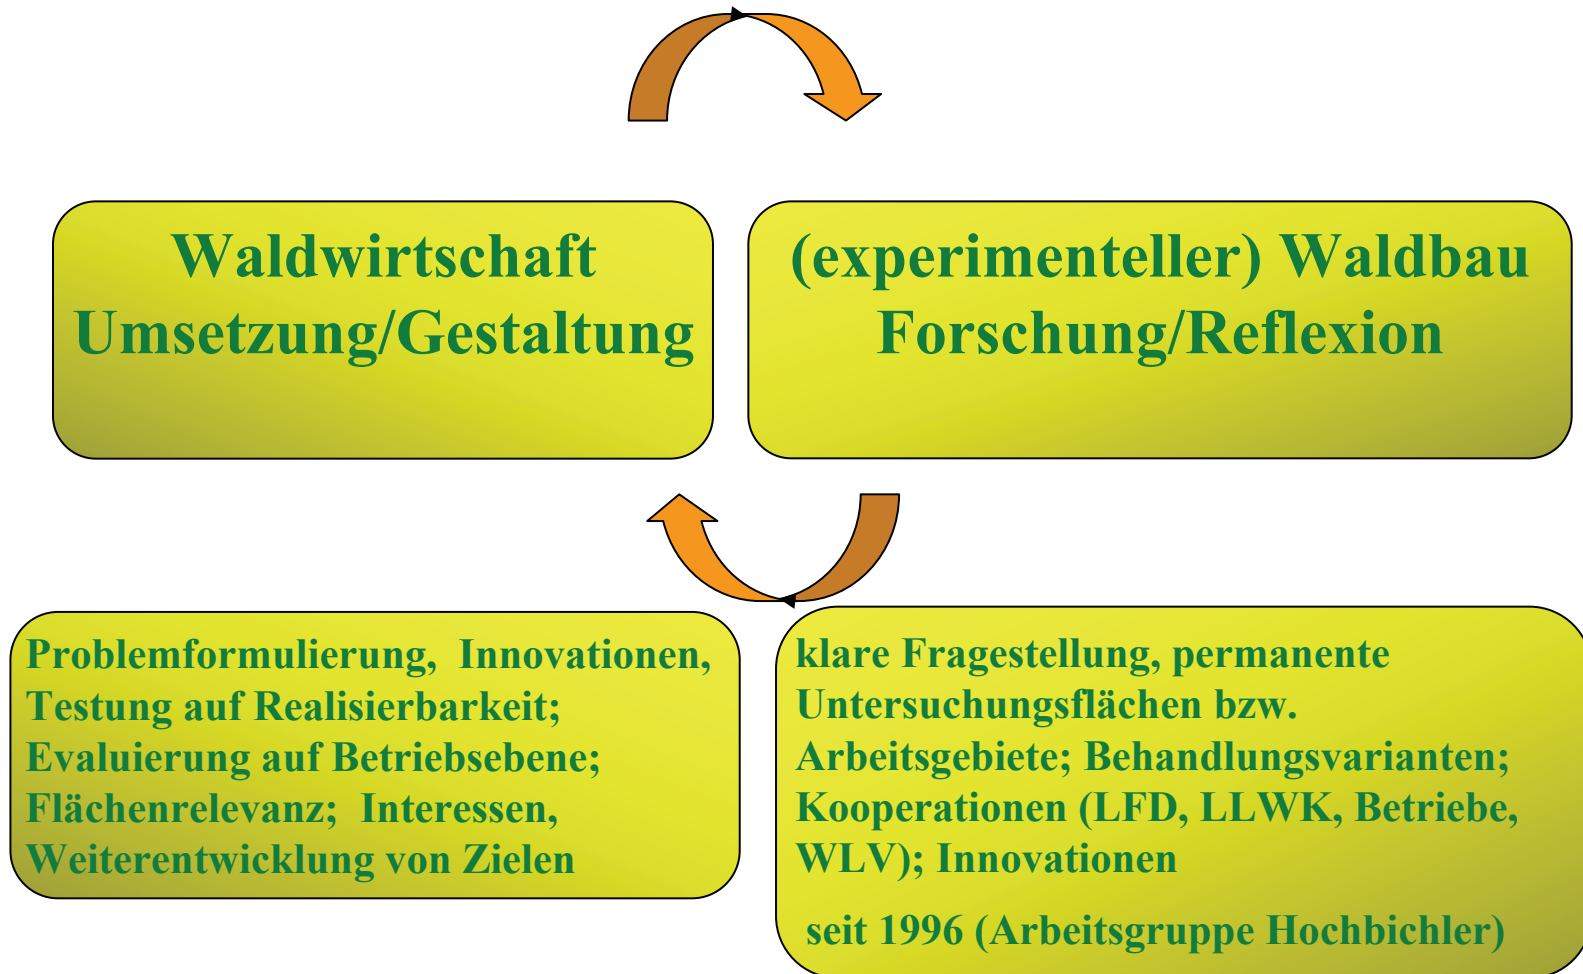 Waldwirtschaft
Umsetzung/Gestaltung
(experimenteller) Waldbau
Forschung/Reflexion
Problemformulierung, Innovationen,
Testung auf Realisierbarkeit;
Evaluierung auf Betriebsebene;
Flächenrelevanz; Interessen,
Weiterentwicklung von Zielen
klare Fragestellung, permanente
Untersuchungsflächen bzw.
Arbeitsgebiete; Behandlungsvarianten;
Kooperationen (LFD, LLWK, Betriebe,
WLV); Innovationen
seit 1996 (Arbeitsgruppe Hochbichler)